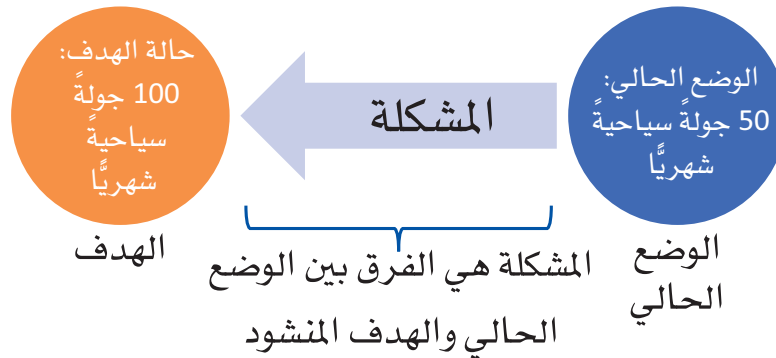 الوضع الحالي:
50 جولةً سياحيةً
شهريًّا
المشكلة
حالة الهدف:
100 جولةً
سياحيةً
شهريًّا
الوضع
الحالي
المشكلة هي الفرق بين الوضع
الحالي والهدف المنشود
الهدف